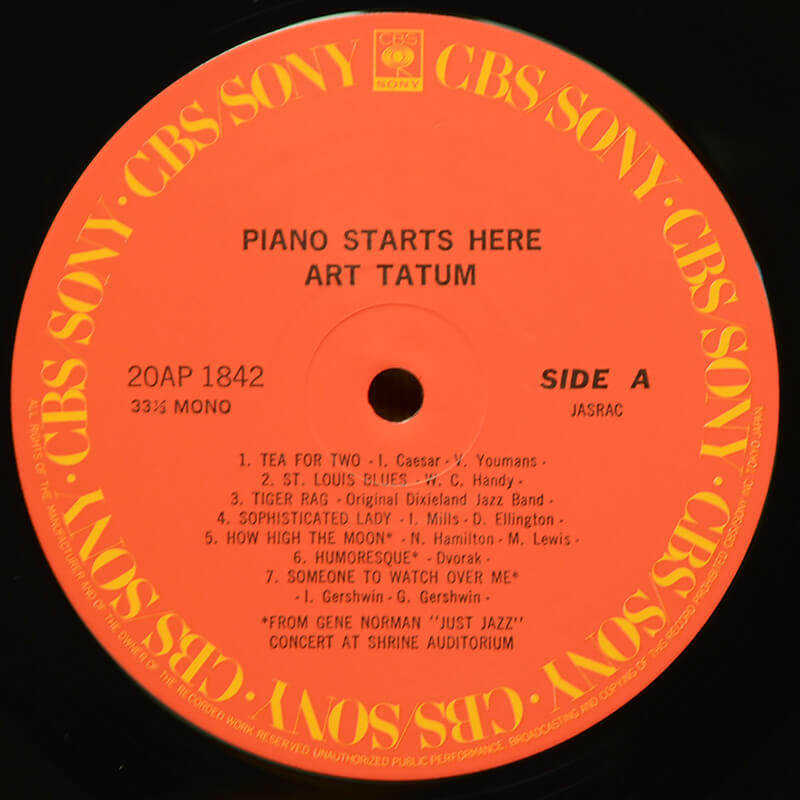 CBS
SONY
CBS/SONY · CBS/SONY · CBS/SONY · CBS/SONY · CBS/SONY · CBS/SONY · CBS/SONY · CBS/SONY
PIANO STARTS HERE
ART TATUM
20AP 1842
33⅓ MONO
SIDE A
JASRAC
1. TEA FOR TWO - I. Caesar - V. Youmans -
2. ST. LOUIS BLUES - W. C. Handy -
3. TIGER RAG - Original Dixieland Jazz Band -
4. SOPHISTICATED LADY - I. Mills - D. Ellington -
5. HOW HIGH THE MOON* - N. Hamilton - M. Lewis -
6. HUMORESQUE* - Dvorak -
7. SOMEONE TO WATCH OVER ME*
- I. Gershwin - G. Gershwin -
*FROM GENE NORMAN "JUST JAZZ"
CONCERT AT SHRINE AUDITORIUM
ALL RIGHTS OF THE MANUFACTURER AND OF THE OWNER OF THE RECORDED WORK RESERVED UNAUTHORIZED PUBLIC PERFORMANCE, BROADCASTING AND COPYING OF THIS RECORD PROHIBITED CBS/SONY INC. TOKYO JAPAN